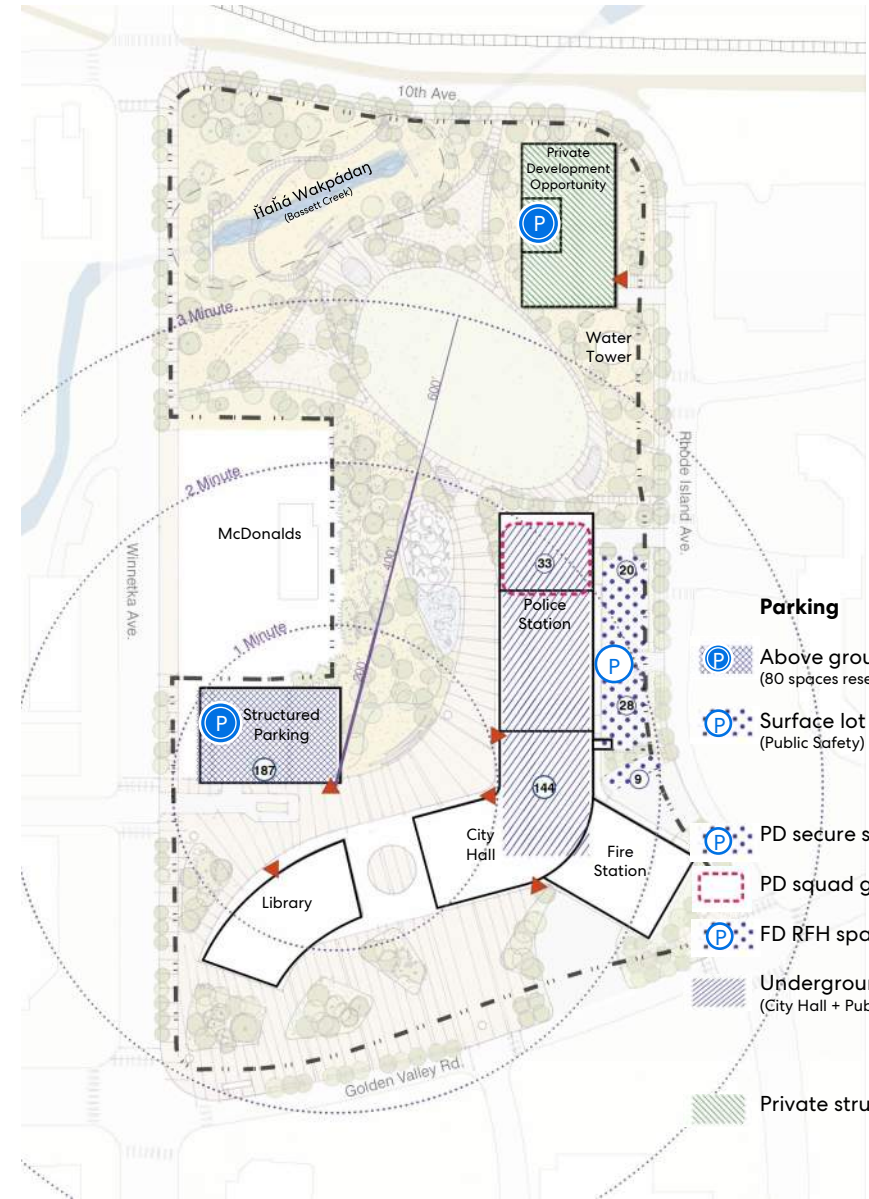 10th Ave.
Private
Development
Opportunity
P
Ȟaȟá Wakpádaŋ
(Bassett Creek)
3 Minute
Water
Tower
600'
Rhode Island Ave.
2 Minute
McDonalds
Winnetka Ave.
400'
33
20
Police
Station
P
28
1 Minute
200'
P
Structured
Parking
187
144
9
City
Hall
Fire
Station
Library
Golden Valley Rd.
Parking
P Above grou
(80 spaces rese
P Surface lot
(Public Safety)
P PD secure s
PD squad g
P FD RFH spa
Undergroun
(City Hall + Pub
Private stru